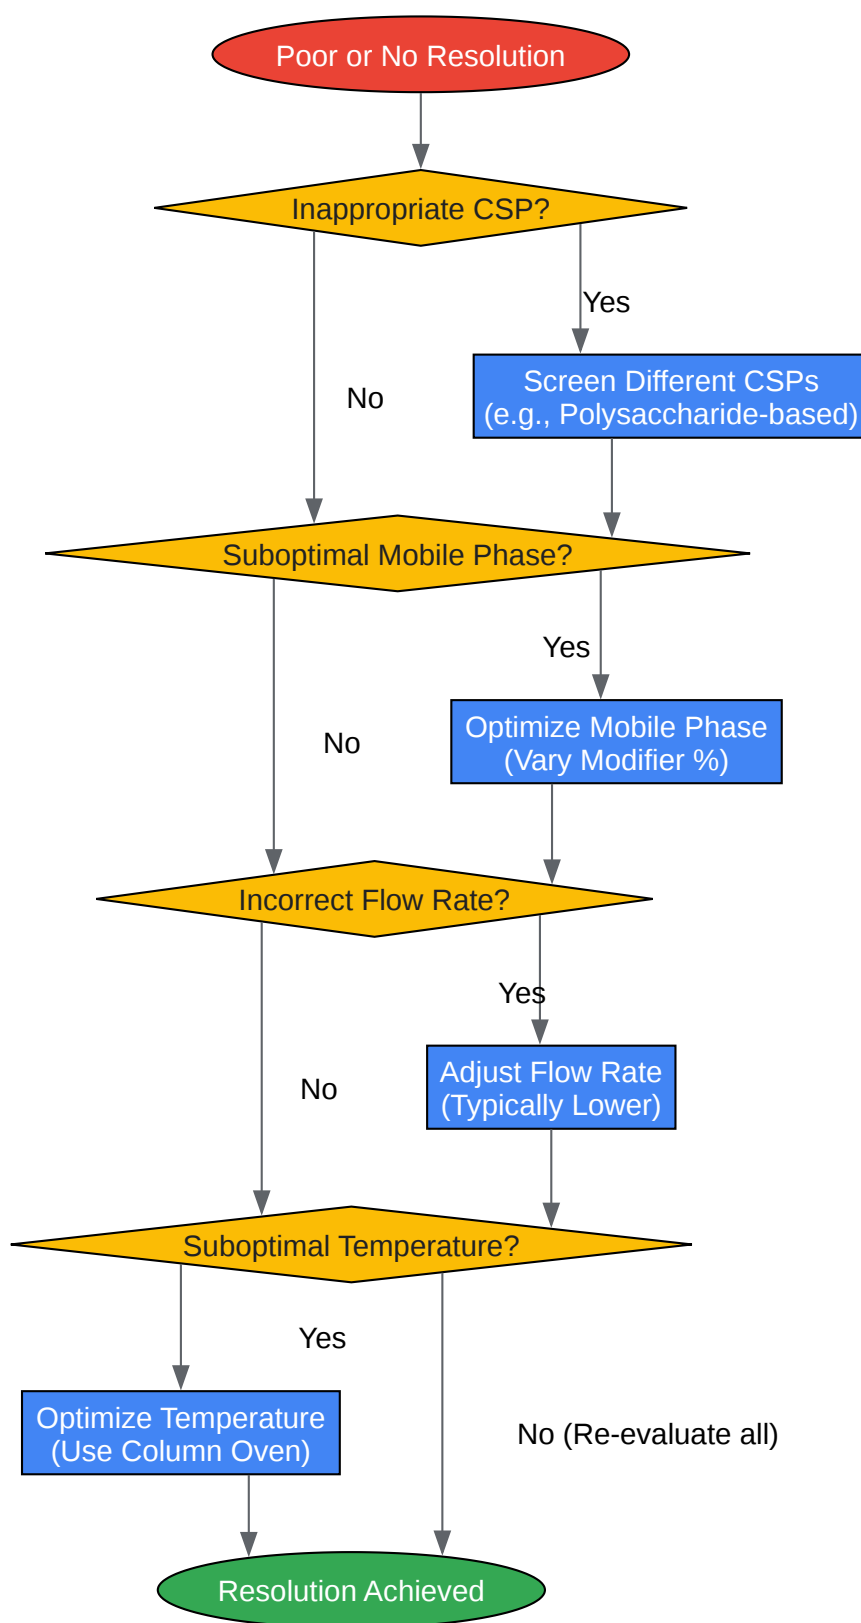 Poor or No Resolution
Inappropriate CSP?
Yes
Screen Different CSPs
(e.g., Polysaccharide-based)
No
Suboptimal Mobile Phase?
Yes
Optimize Mobile Phase
(Vary Modifier %)
No
Incorrect Flow Rate?
Yes
Adjust Flow Rate
(Typically Lower)
No
Suboptimal Temperature?
Yes
Optimize Temperature
(Use Column Oven)
No (Re-evaluate all)
Resolution Achieved